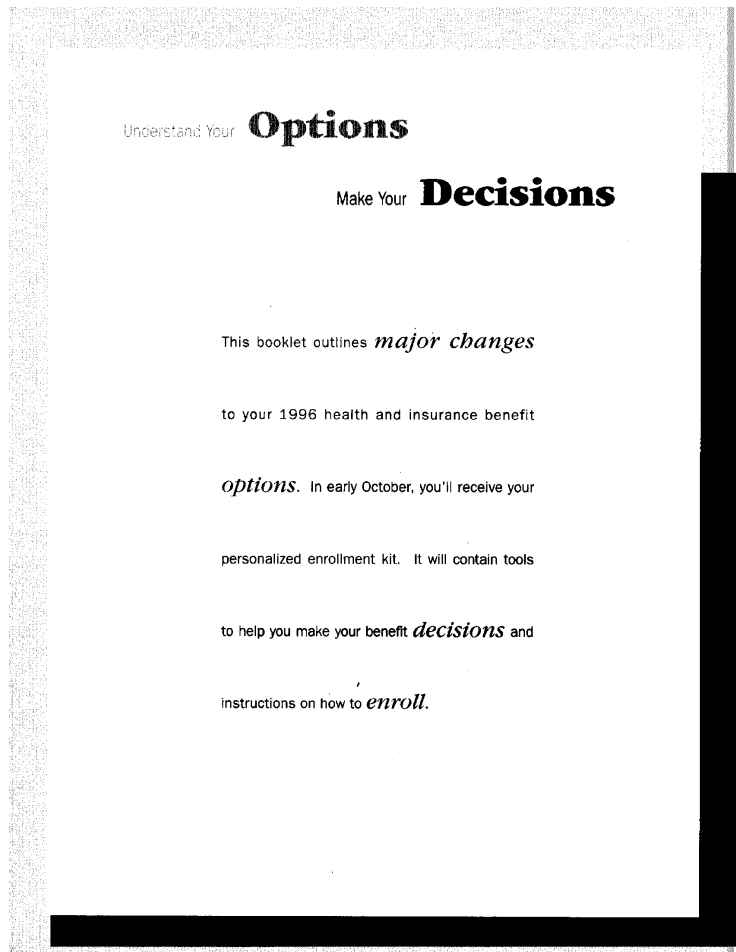 Understand Your Options
Make Your Decisions
This booklet outlines major changes
to your 1996 health and insurance benefit
options. In early October, you'll receive your
personalized enrollment kit. It will contain tools
to help you make your benefit decisions and
instructions on how to enroll.